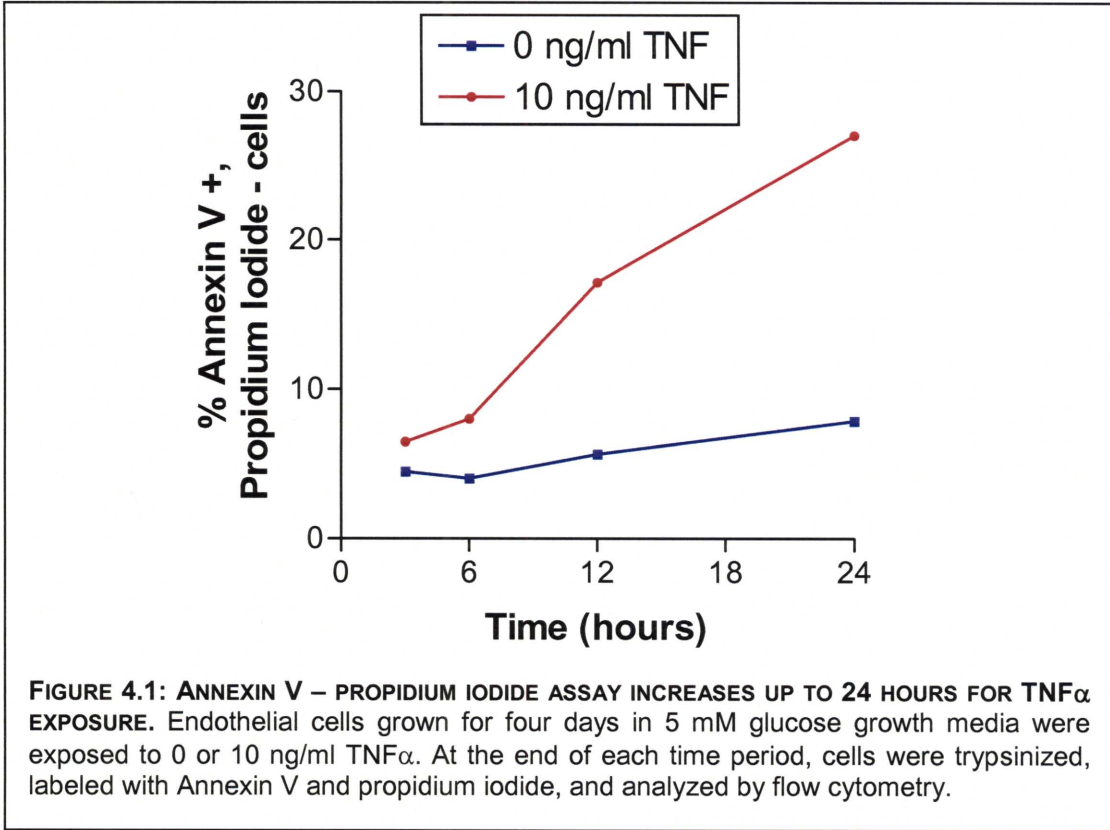 0 ng/ml TNF
10 ng/ml TNF
% Annexin V +,
Propidium Iodide - cells
30
20
10
0
0 6 12 18 24
Time (hours)
FIGURE 4.1: ANNEXIN V – PROPIDIUM IODIDE ASSAY INCREASES UP TO 24 HOURS FOR TNFα
EXPOSURE. Endothelial cells grown for four days in 5 mM glucose growth media were
exposed to 0 or 10 ng/ml TNFα. At the end of each time period, cells were trypsinized,
labeled with Annexin V and propidium iodide, and analyzed by flow cytometry.